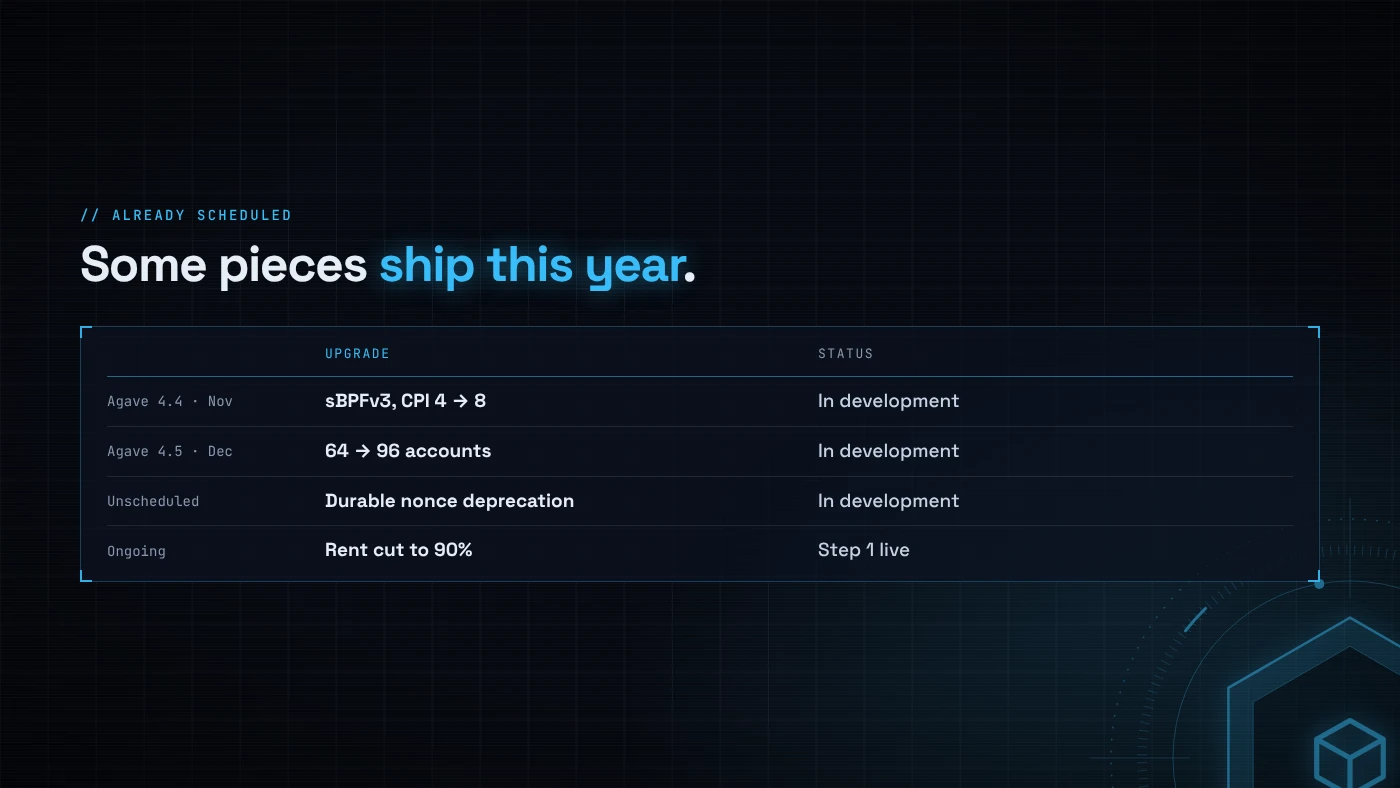 // ALREADY SCHEDULED
Some pieces ship this year.
UPGRADE STATUS
Agave 4.4 · Nov sBPFv3, CPI 4 → 8 In development
Agave 4.5 · Dec 64 → 96 accounts In development
Unscheduled Durable nonce deprecation In development
Ongoing Rent cut to 90% Step 1 live